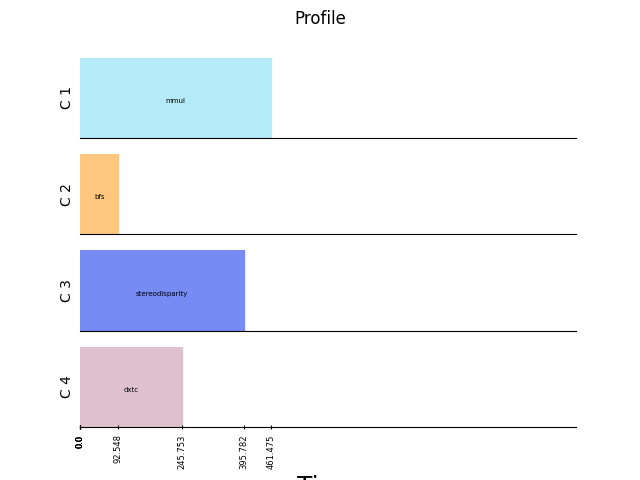 Profile
C 1
mmul
C 2
bfs
C 3
stereodisparity
C 4
dxtc
0.0
92.548
245.753
395.782
461.475